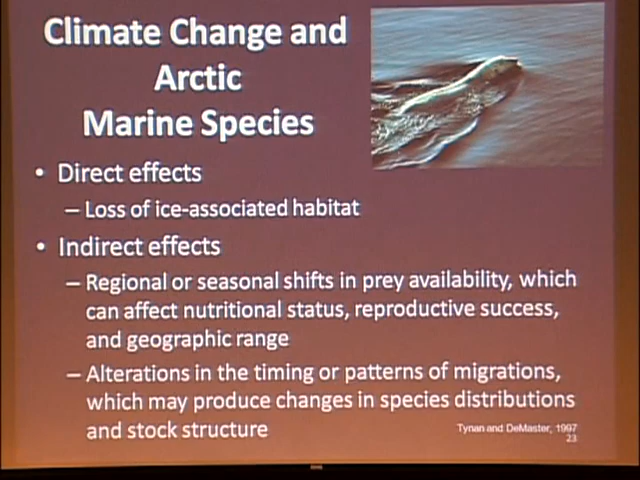 Climate Change and
Arctic
Marine Species
• Direct effects
– Loss of ice-associated habitat
• Indirect effects
– Regional or seasonal shifts in prey availability, which
can affect nutritional status, reproductive success,
and geographic range
– Alterations in the timing or patterns of migrations,
which may produce changes in species distributions
and stock structure
Tynan and DeMaster, 1997
23